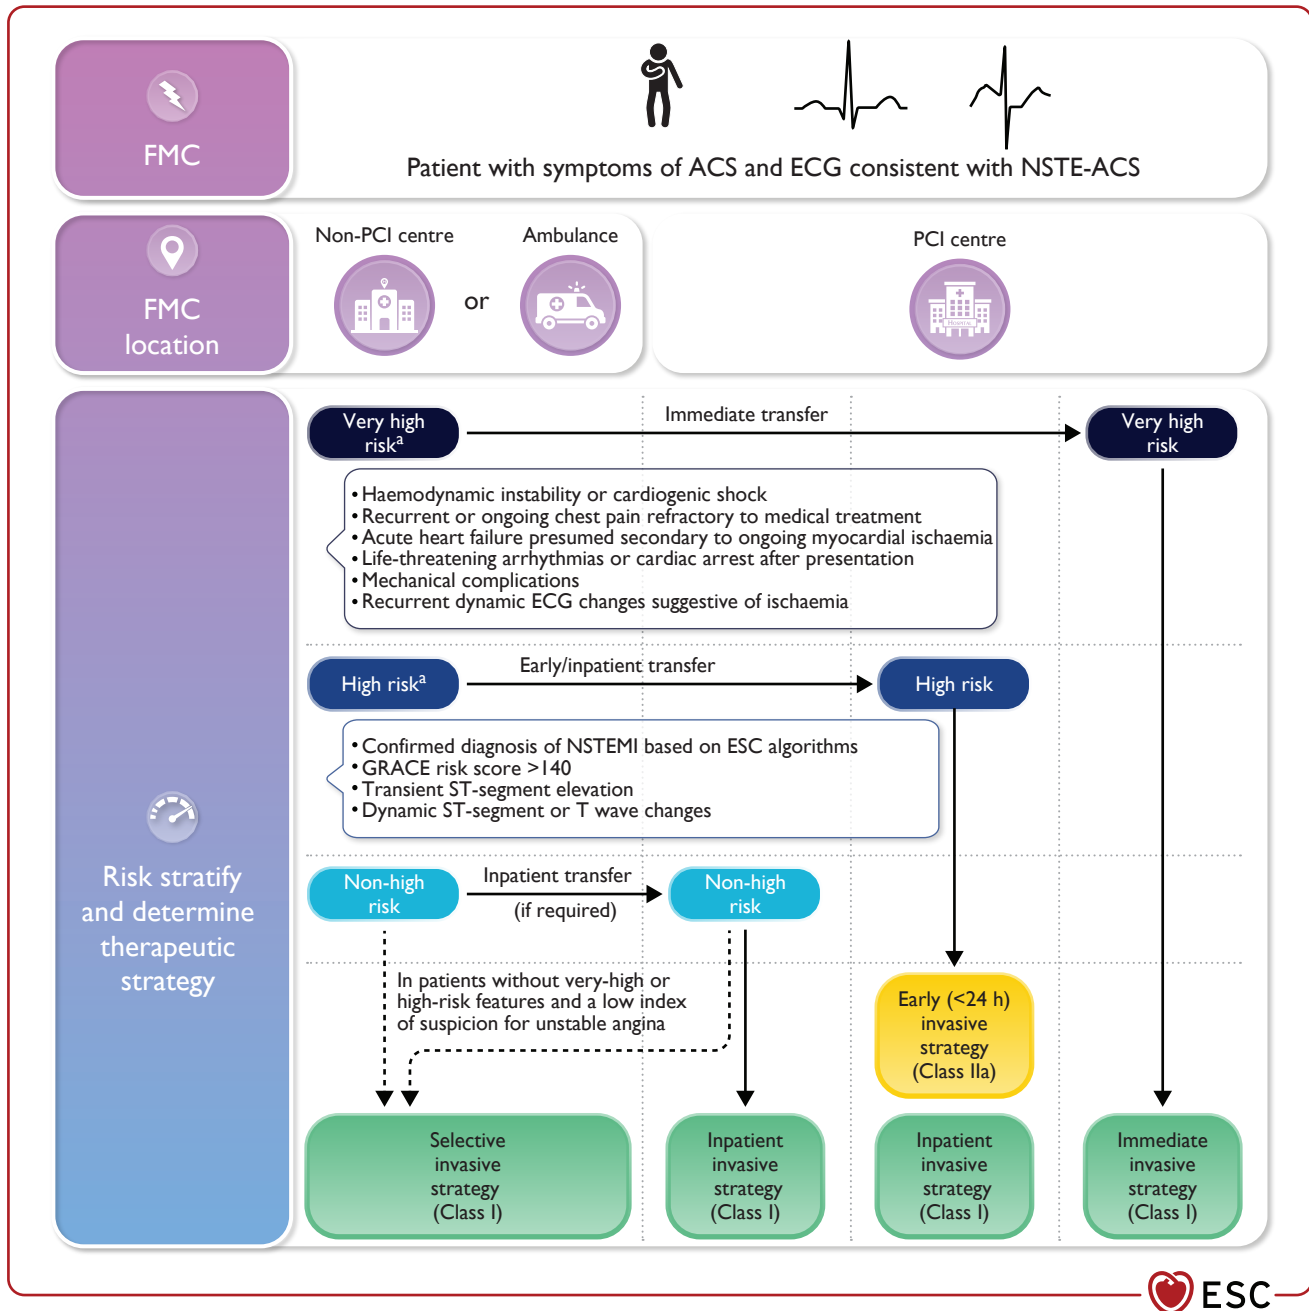 FMC
Patient with symptoms of ACS and ECG consistent with NSTE-ACS
FMC
location
Non-PCI centre
or
Ambulance
PCI centre
HOSPITAL
Risk stratify
and determine
therapeutic
strategy
Very high
riskᵃ
Immediate transfer
Very high
risk
• Haemodynamic instability or cardiogenic shock
• Recurrent or ongoing chest pain refractory to medical treatment
• Acute heart failure presumed secondary to ongoing myocardial ischaemia
• Life-threatening arrhythmias or cardiac arrest after presentation
• Mechanical complications
• Recurrent dynamic ECG changes suggestive of ischaemia
High riskᵃ
Early/inpatient transfer
High risk
• Confirmed diagnosis of NSTEMI based on ESC algorithms
• GRACE risk score >140
• Transient ST-segment elevation
• Dynamic ST-segment or T wave changes
Non-high
risk
Inpatient transfer
(if required)
Non-high
risk
In patients without very-high or
high-risk features and a low index
of suspicion for unstable angina
Early (<24 h)
invasive
strategy
(Class IIa)
Selective
invasive
strategy
(Class I)
Inpatient
invasive
strategy
(Class I)
Inpatient
invasive
strategy
(Class I)
Immediate
invasive
strategy
(Class I)
ESC